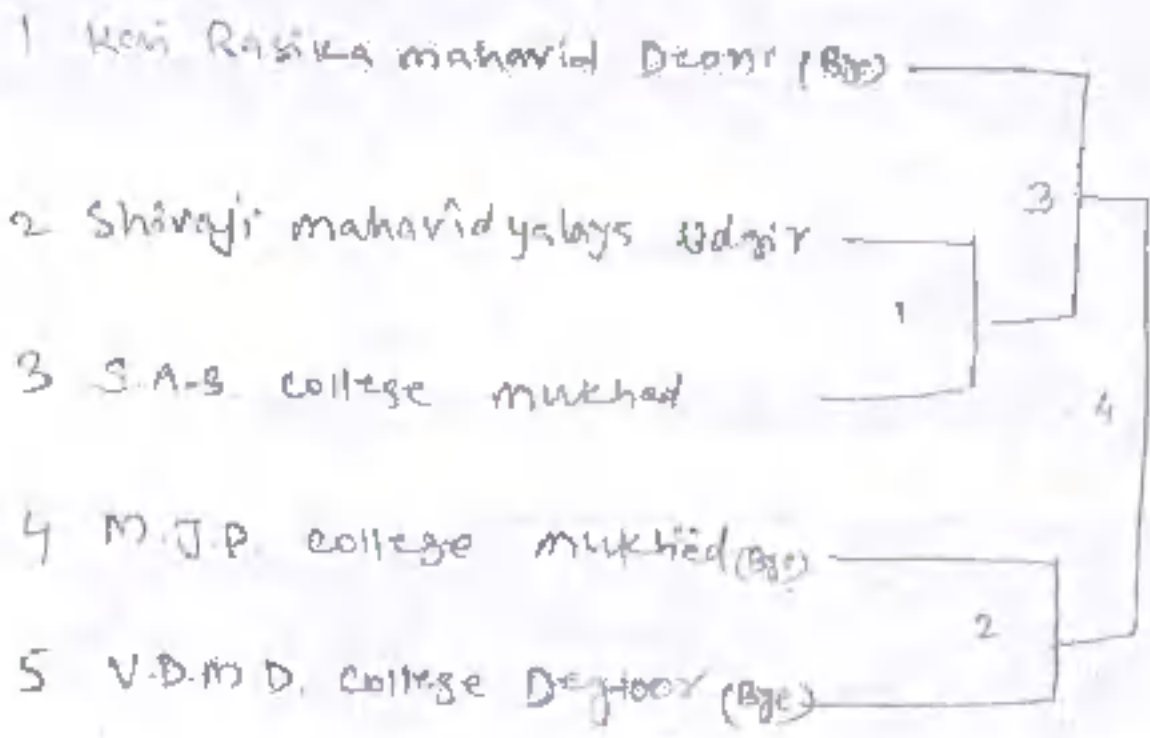 1 Kai Rasika mahavid Deoni (Bye)
3
2 Shivaji mahavidyalays Udgir
1
3 S.A.B. college mukhed
4
4 M.J.P. college mukhed (Bye)
2
5 V.D.M D. college Degloor (Bye)